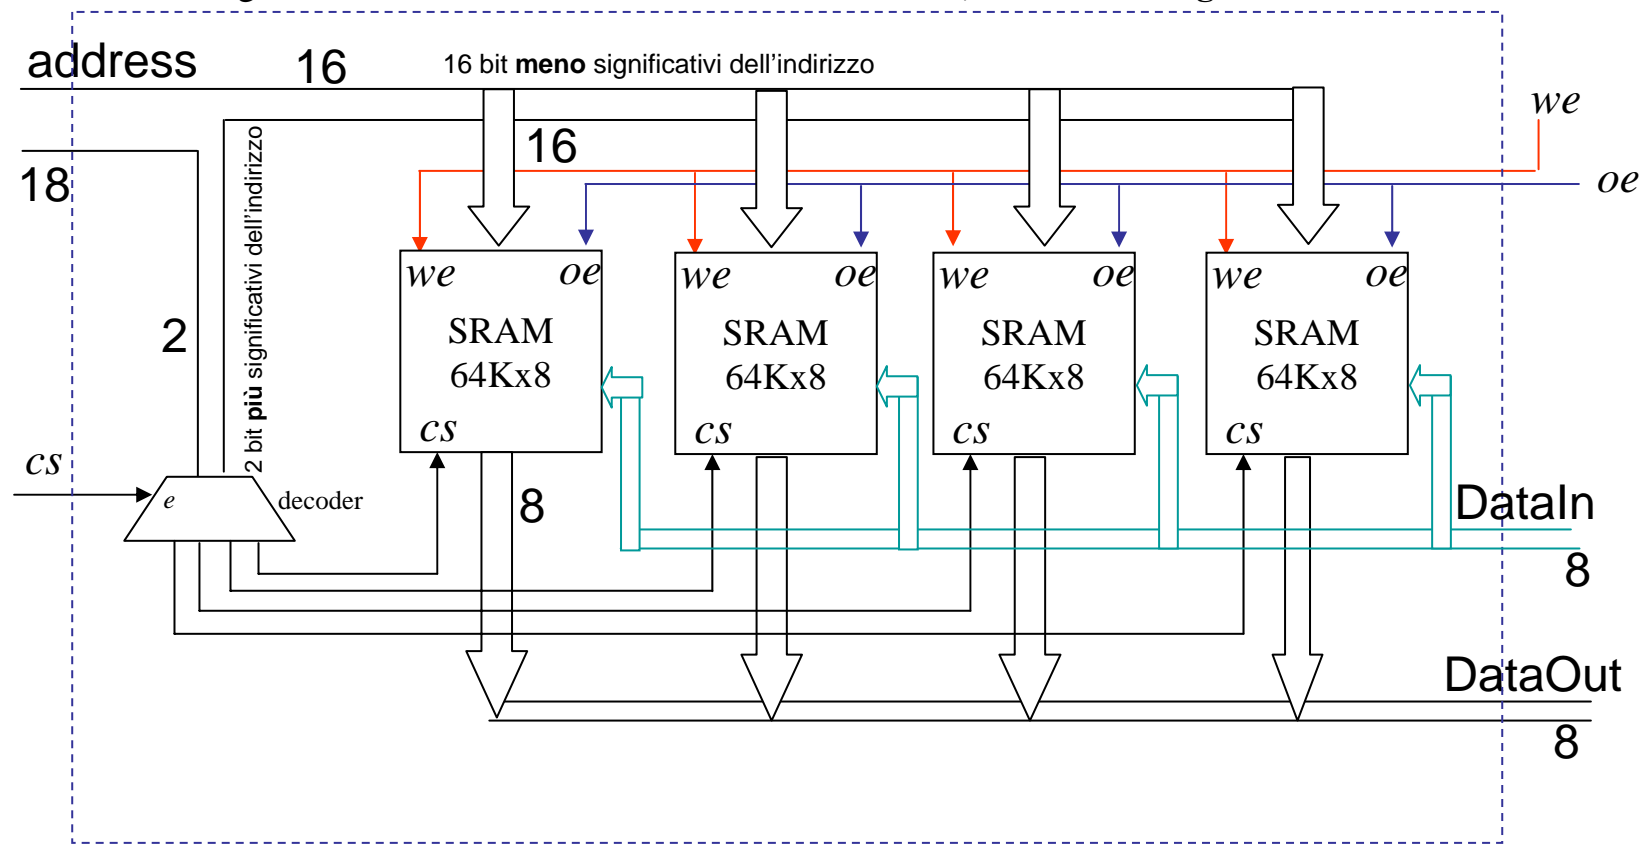 address
16
16 bit meno significativi dell'indirizzo
we
16
18
oe
2 bit più significativi dell'indirizzo
2
we
oe
we
oe
we
oe
we
oe
SRAM
64Kx8
SRAM
64Kx8
SRAM
64Kx8
SRAM
64Kx8
cs
cs
cs
cs
cs
e
decoder
8
DataIn
8
DataOut
8